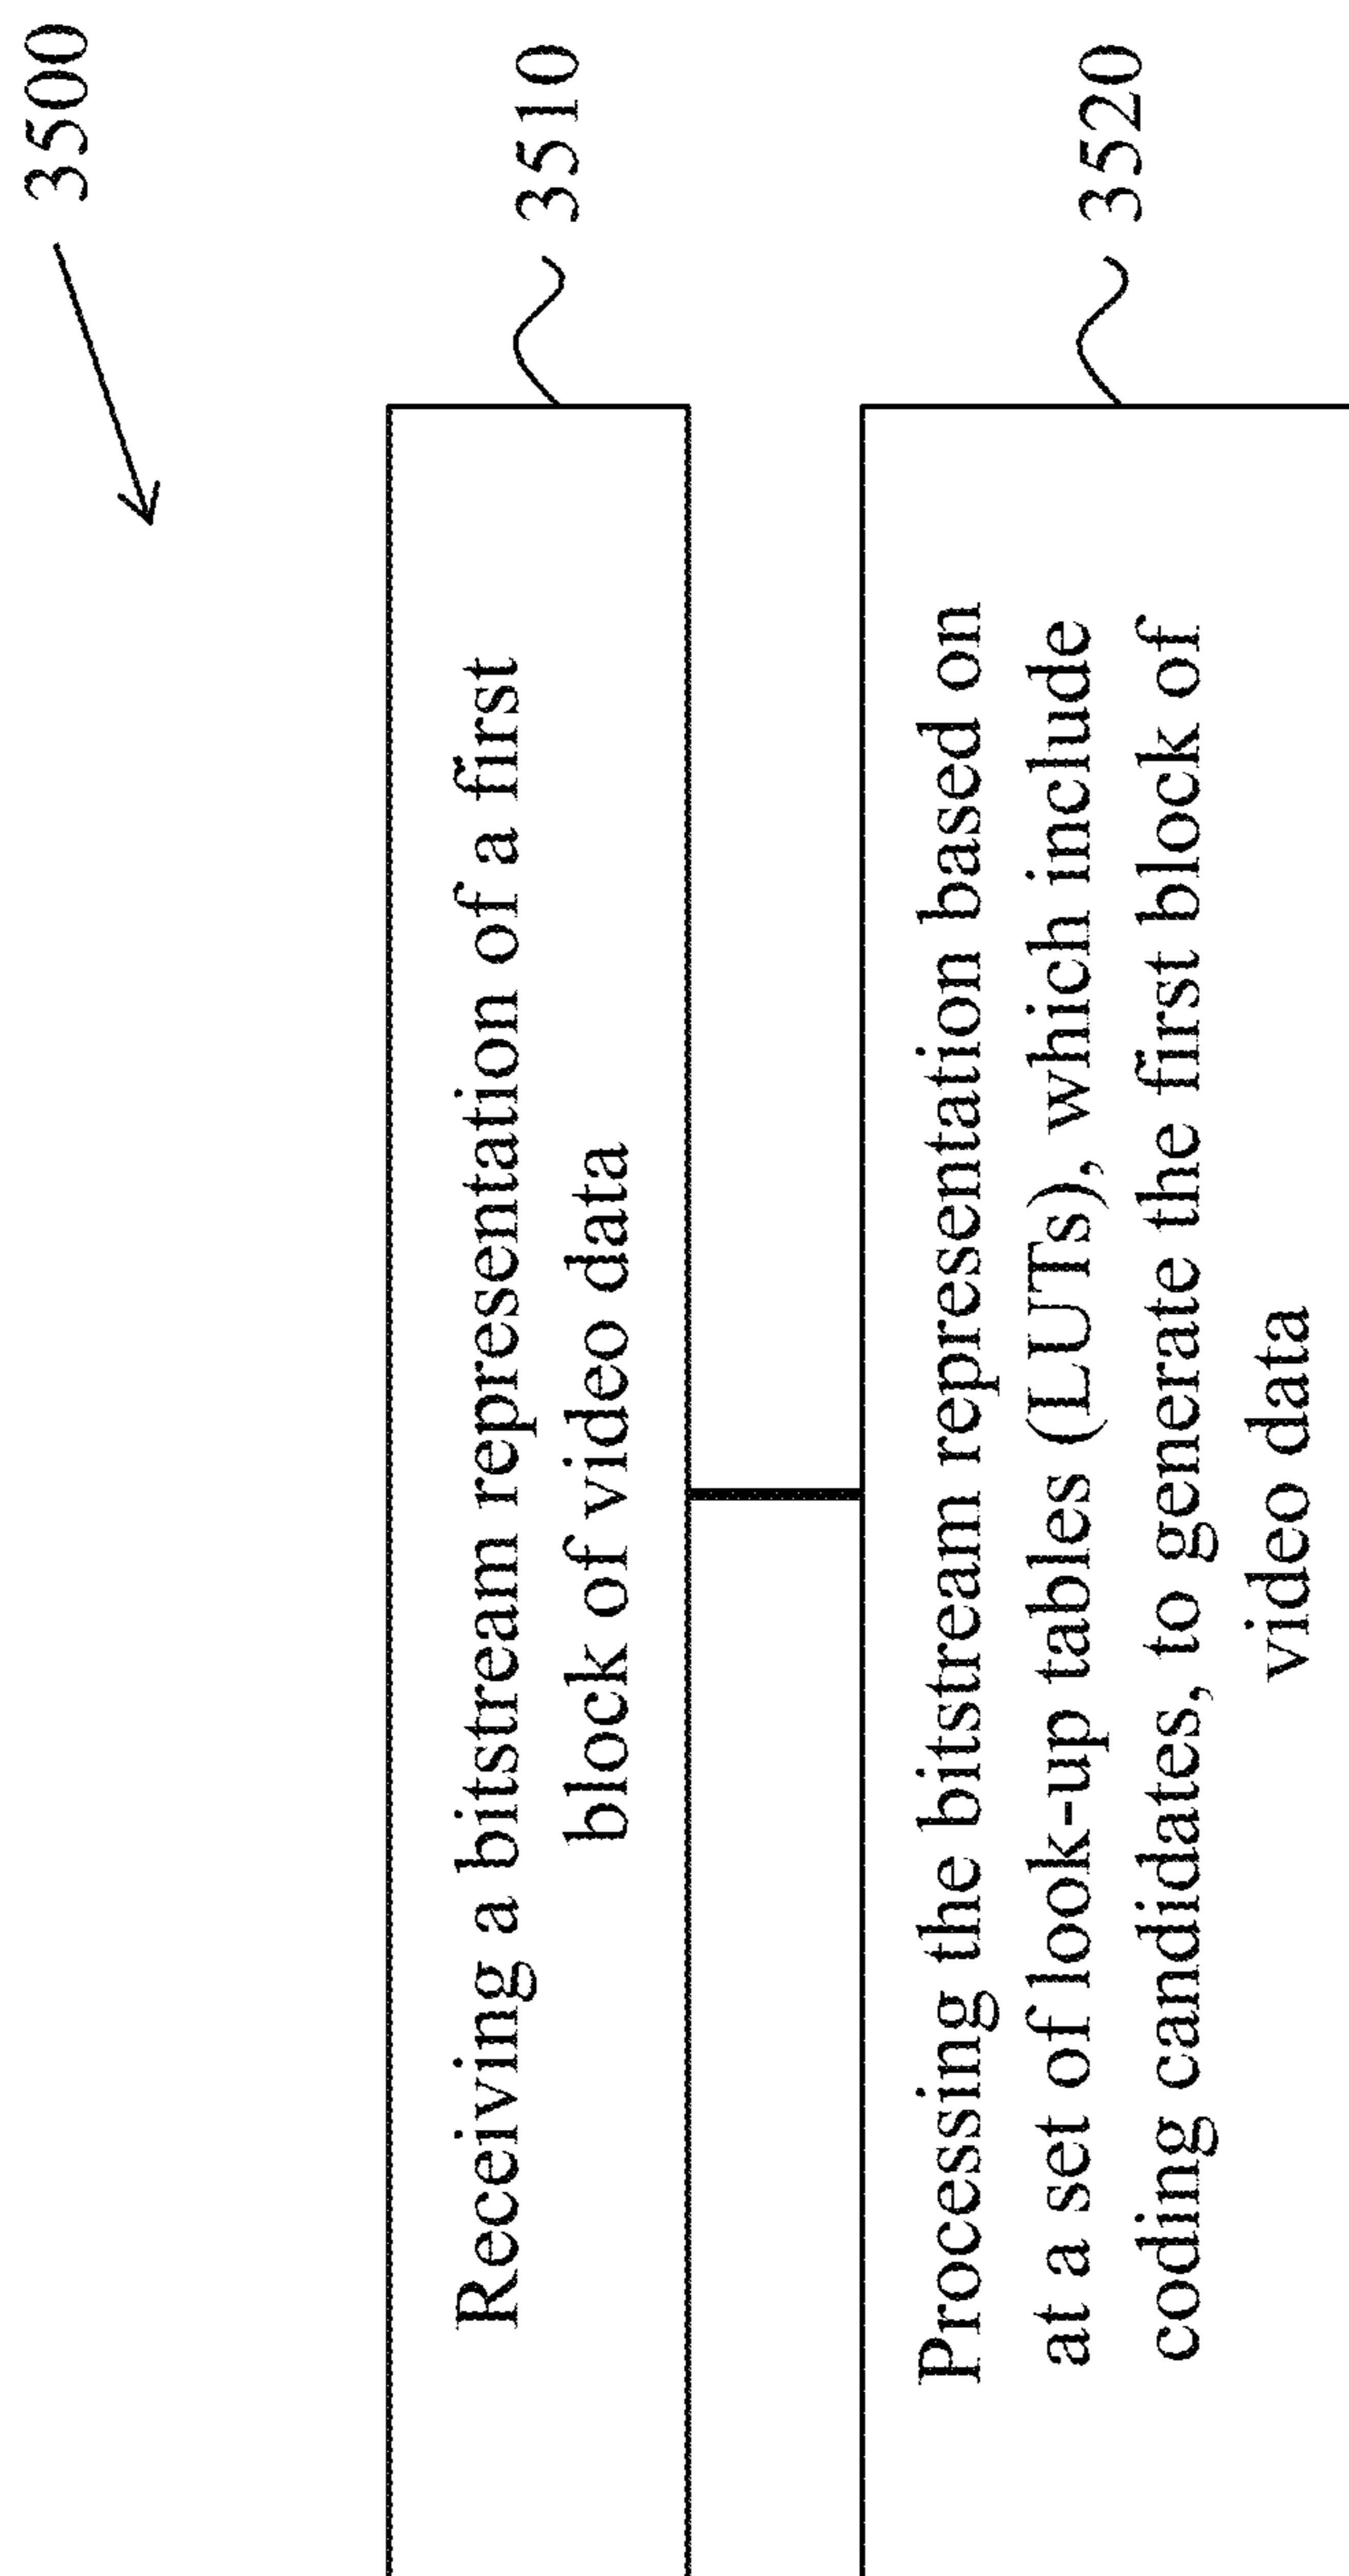 3500
Receiving a bitstream representation of a first
block of video data
3510
Processing the bitstream representation based on
at a set of look-up tables (LUTs), which include
coding candidates, to generate the first block of
video data
3520